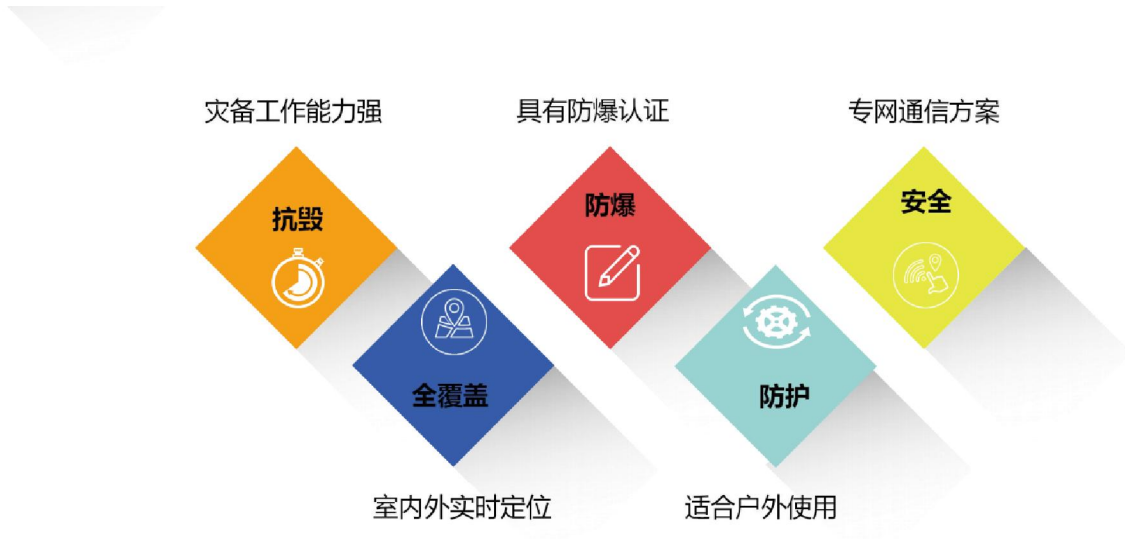 灾备工作能力强
具有防爆认证
专网通信方案
抗毁
防爆
安全
全覆盖
防护
室内外实时定位
适合户外使用